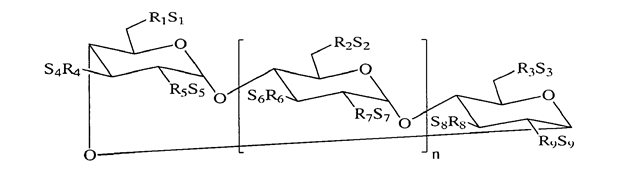 R₁S₁
O
R₂S₂
O
R₃S₃
O
S₄R₄
R₅S₅
O
S₆R₆
R₇S₇
O
S₈R₈
R₉S₉
O
n